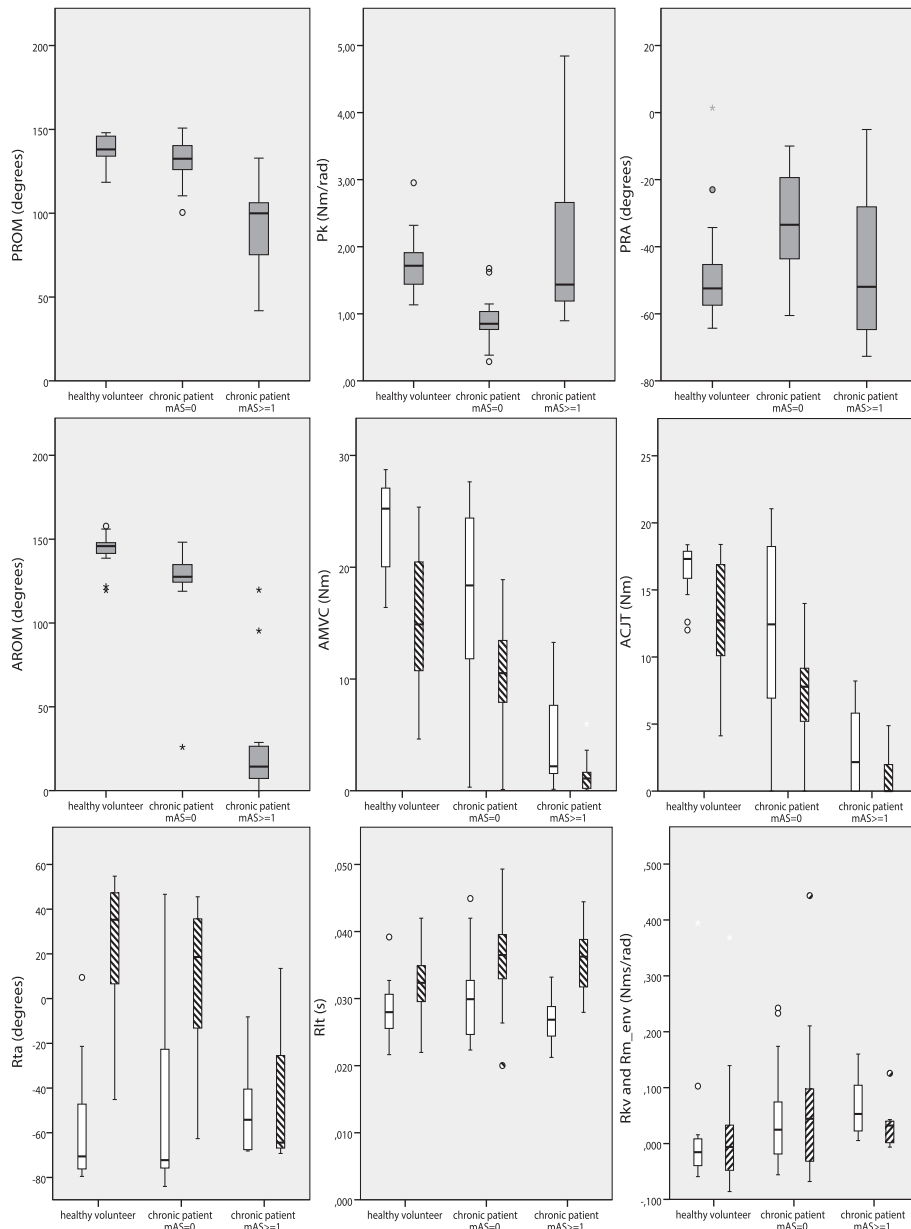 PROM (degrees)
200
150
100
50
0
healthy volunteer
chronic patient
mAS=0
chronic patient
mAS>=1
Pk (Nm/rad)
5,00
3,00
2,00
1,00
,00
healthy volunteer
chronic patient
mAS=0
chronic patient
mAS>=1
PRA (degrees)
20
0
-20
-40
-60
-80
healthy volunteer
chronic patient
mAS=0
chronic patient
mAS>=1
AROM (degrees)
200
150
100
50
0
healthy volunteer
chronic patient
mAS=0
chronic patient
mAS>=1
AMVC (Nm)
30
20
10
0
healthy volunteer
chronic patient
mAS=0
chronic patient
mAS>=1
ACJT (Nm)
25
20
15
10
5
0
healthy volunteer
chronic patient
mAS=0
chronic patient
mAS>=1
Rta (degrees)
60
40
20
00
-20
-40
-60
-80
healthy volunteer
chronic patient
mAS=0
chronic patient
mAS>=1
Rlt (s)
,050
,040
,030
,020
,010
,000
healthy volunteer
chronic patient
mAS=0
chronic patient
mAS>=1
Rkv and Rm_env (Nms/rad)
,500
,400
,300
,200
,100
,000
-,100
healthy volunteer
chronic patient
mAS=0
chronic patient
mAS>=1